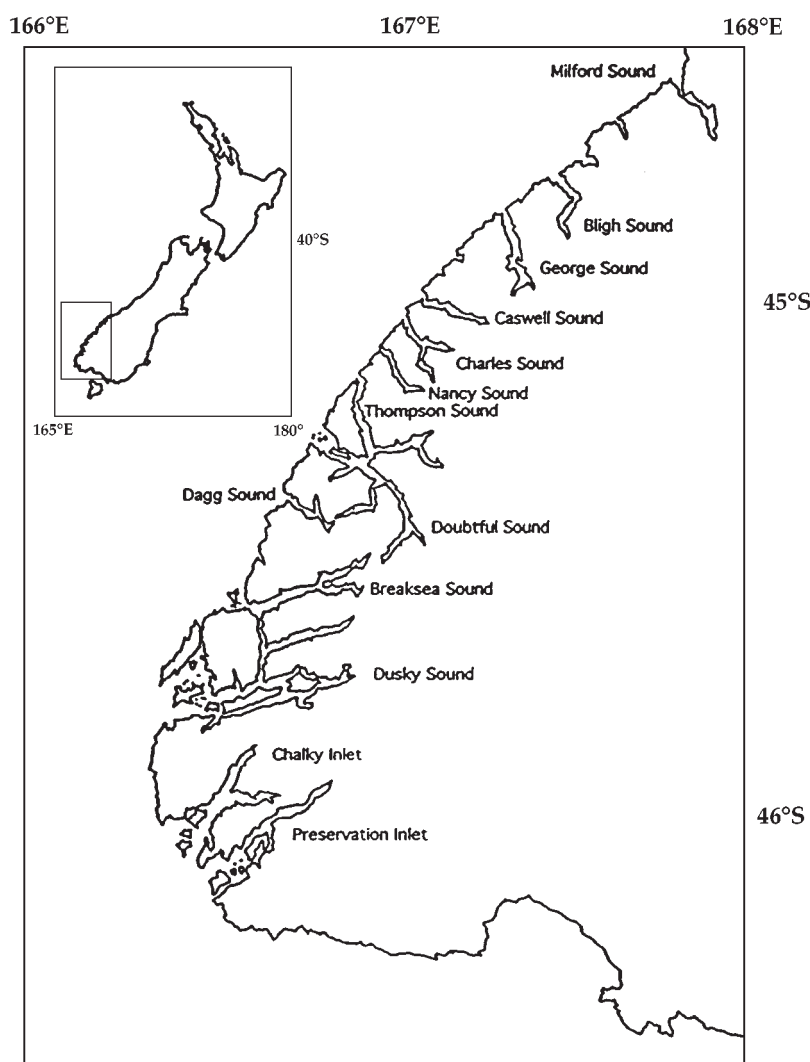 166°E 167°E 168°E
Milford Sound
Bligh Sound
40°S
George Sound
45°S
Caswell Sound
Charles Sound
Nancy Sound
Thompson Sound
165°E 180°
Dagg Sound
Doubtful Sound
Breaksea Sound
Dusky Sound
Chalky Inlet
46°S
Preservation Inlet